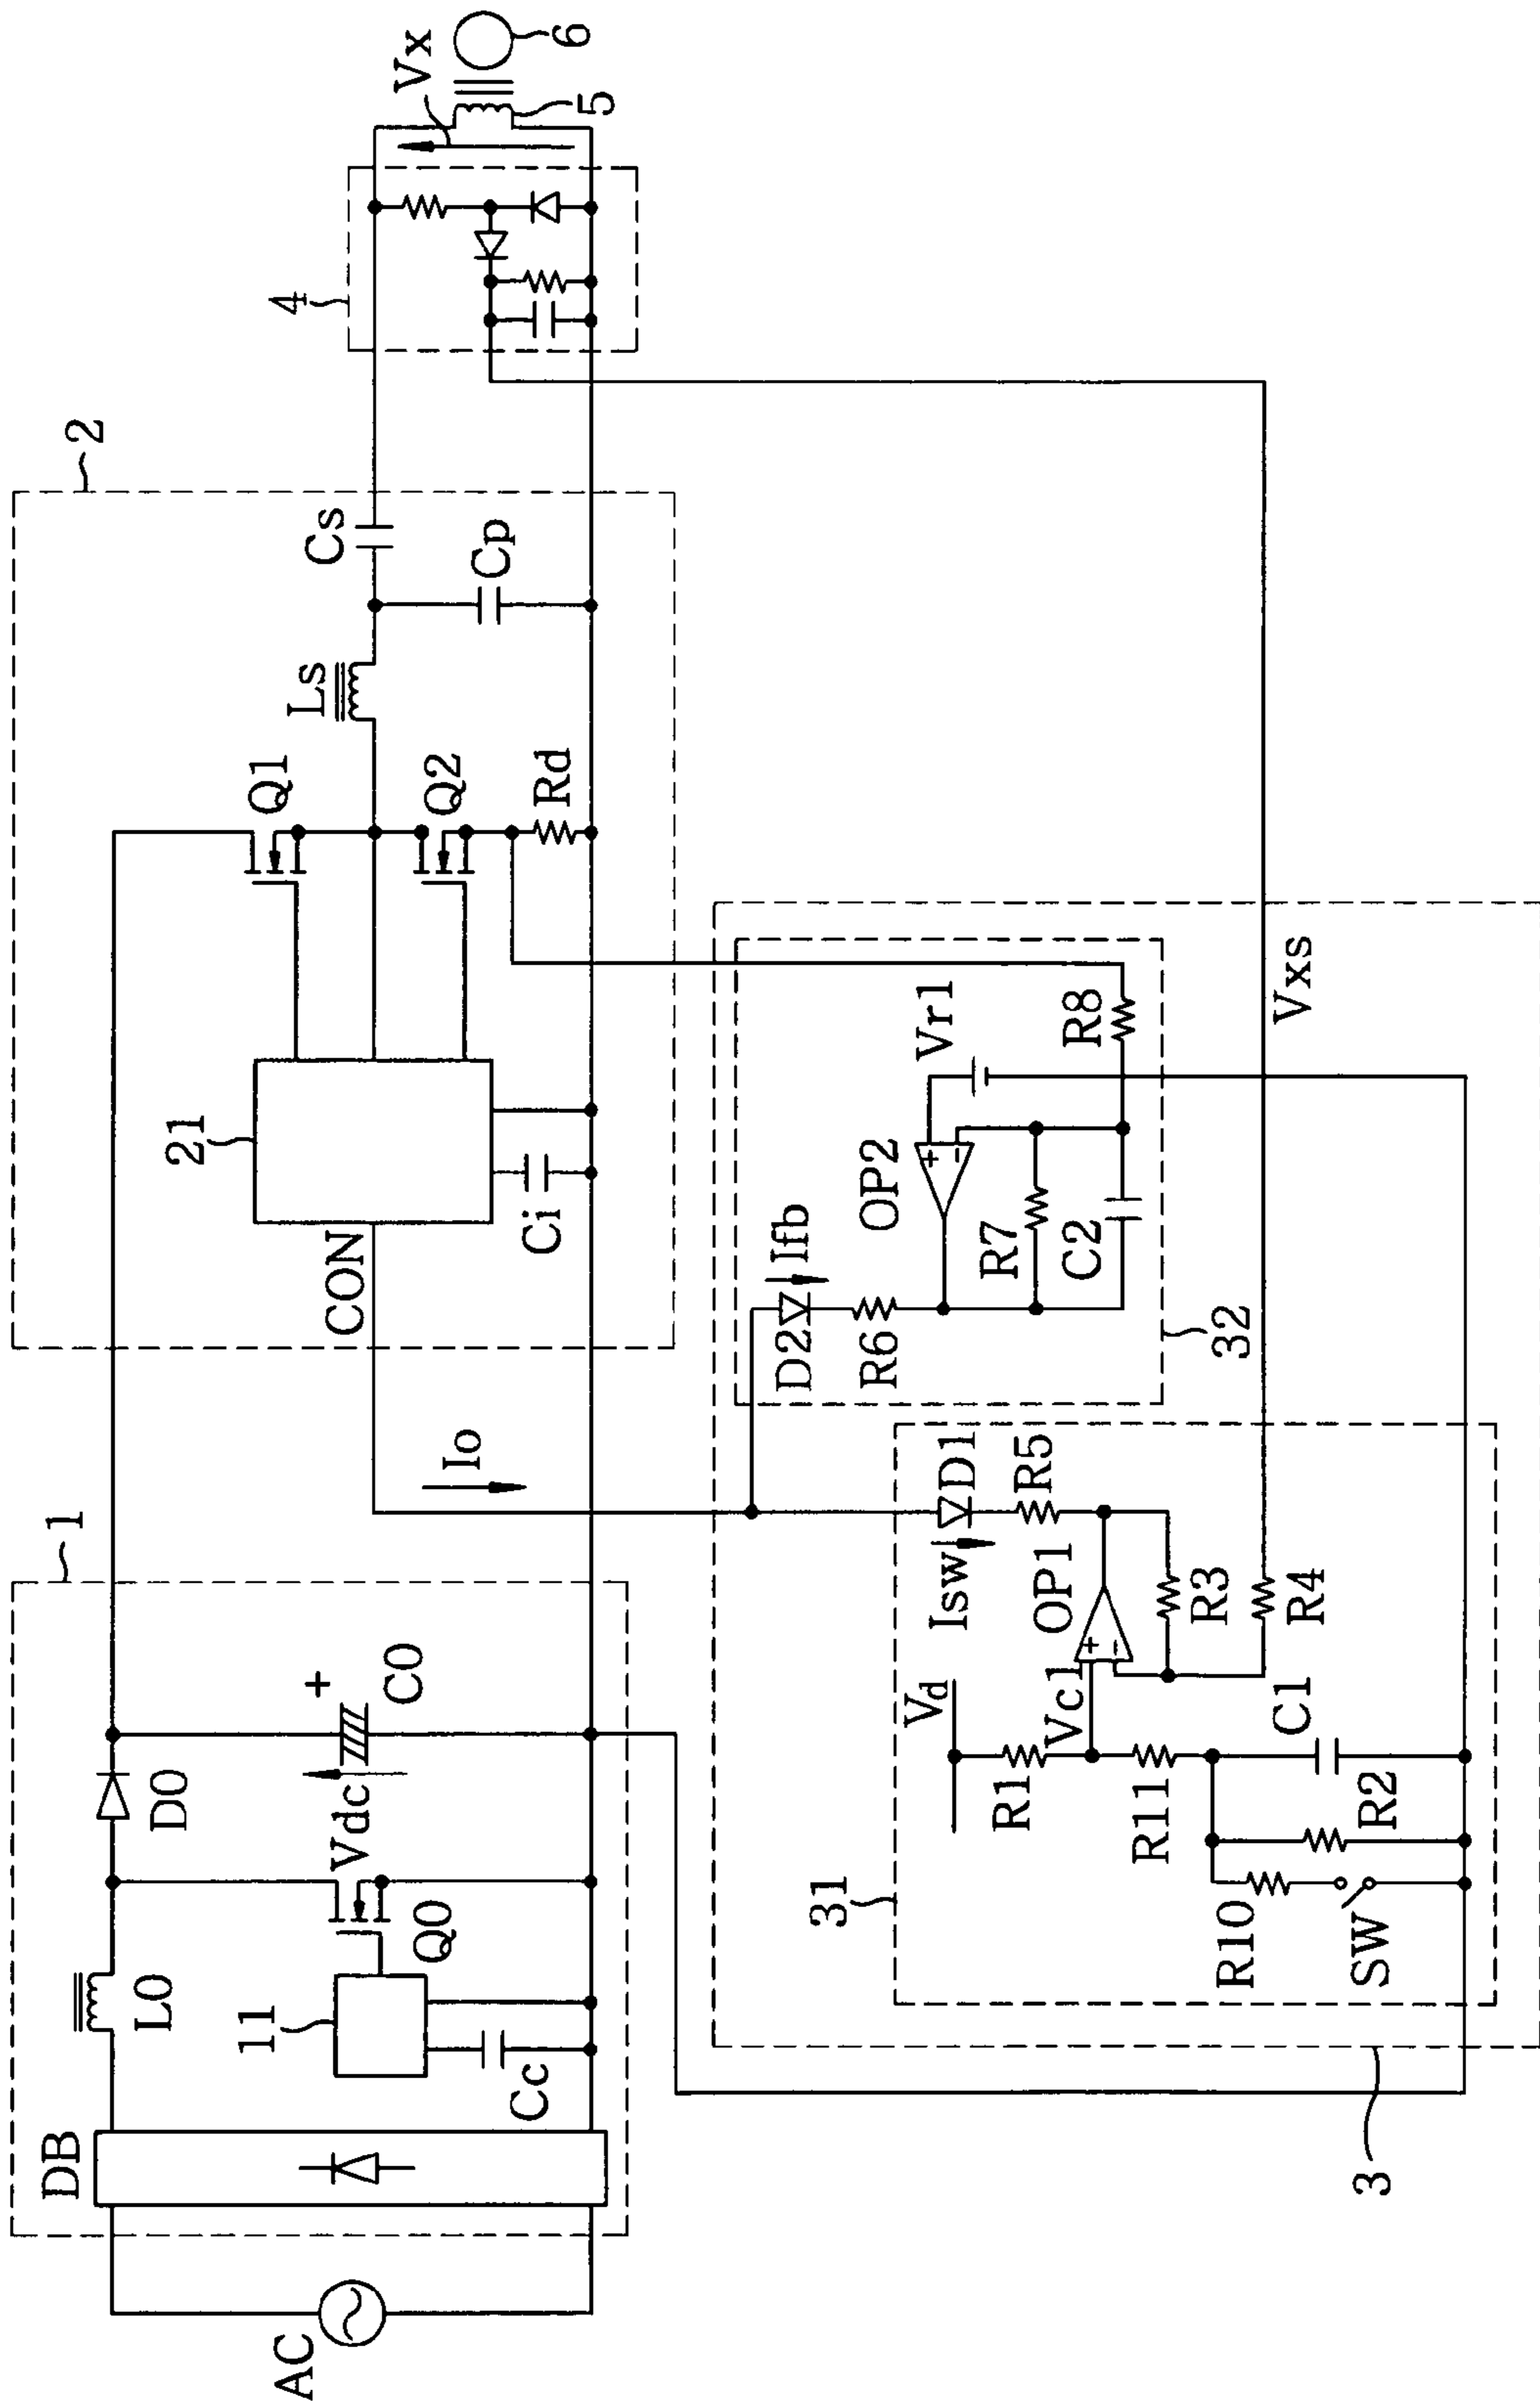 AC
DB
1
L0
D0
Q0
11
Cc
Vdc
+
C0
2
21
CON
Ci
Q1
Q2
Rd
Ls
Cs
Cp
4
Vx
5
6
Io
3
31
Vd
R1
Vc1
R11
R10
SW
R2
C1
OP1
+
−
Isw
D1
R5
R3
R4
32
D2
Ifb
R6
OP2
+
−
Vr1
R7
C2
R8
Vxs